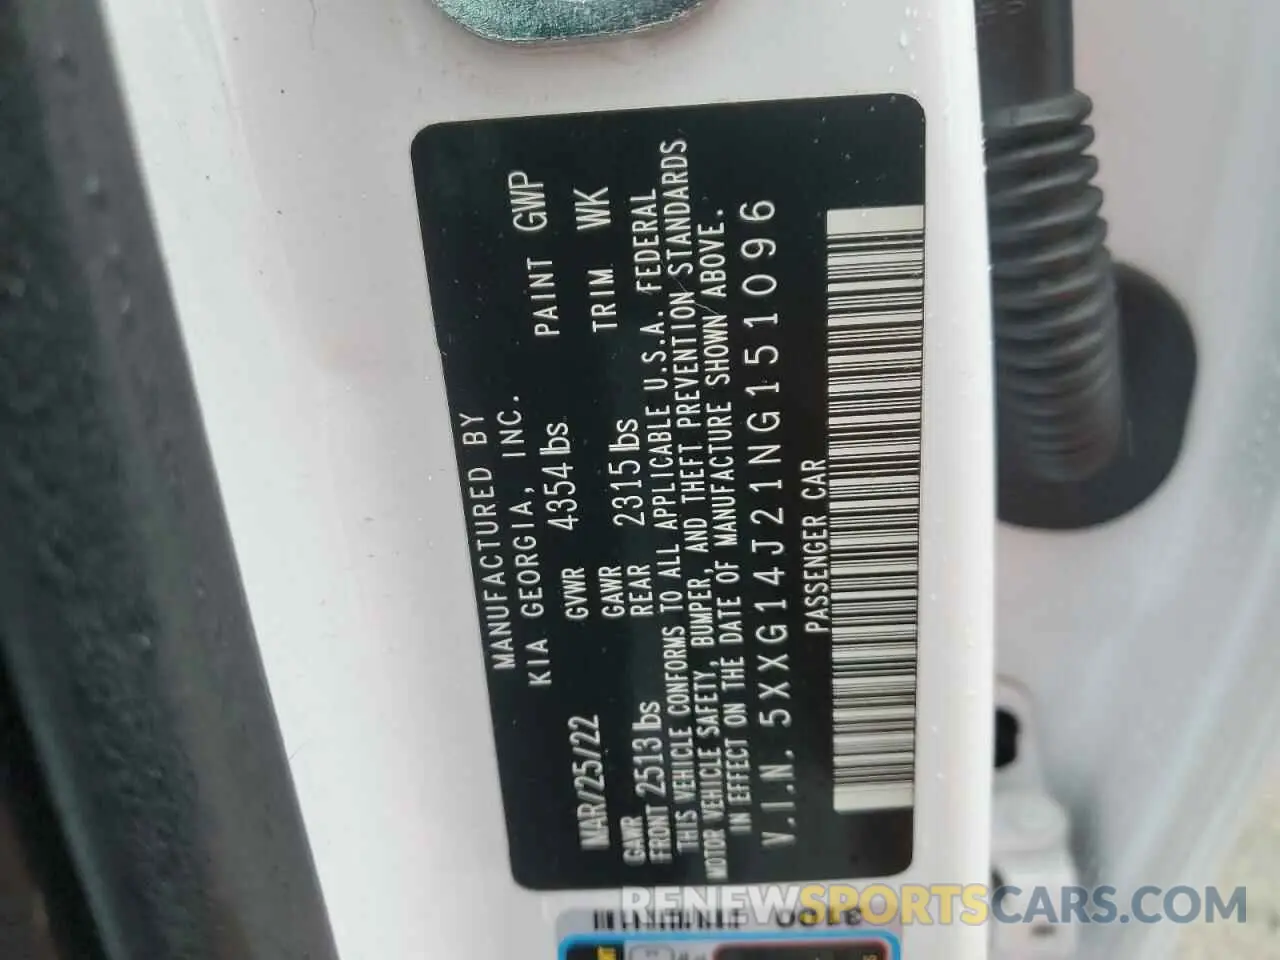 MANUFACTURED BY
KIA GEORGIA, INC.
MAR/25/22 GVWR 4354 lbs PAINT GWP
GAWR GAWR TRIM WK
FRONT 2513 lbs REAR 2315 lbs
THIS VEHICLE CONFORMS TO ALL APPLICABLE U.S.A. FEDERAL
MOTOR VEHICLE SAFETY, BUMPER, AND THEFT PREVENTION STANDARDS
IN EFFECT ON THE DATE OF MANUFACTURE SHOWN ABOVE.
V.I.N. 5XXG14J21NG151096
PASSENGER CAR
3100
RENEWSPORTSCARS.COM